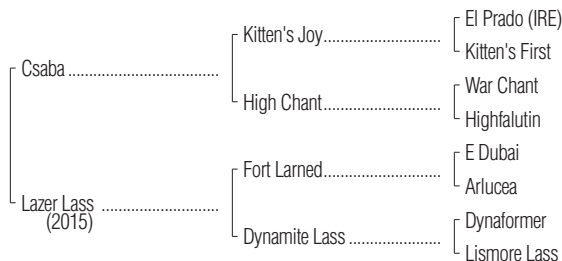 El Prado (IRE)
Kitten's Joy
Kitten's First
Csaba
War Chant
High Chant
Highfalutin
E Dubai
Fort Larned
Arlucea
Lazer Lass
(2015)
Dynaformer
Dynamite Lass
Lismore Lass